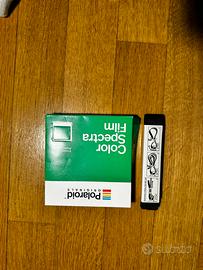 Color
Spectra
Film
Polaroid
ORIGINALS
subito